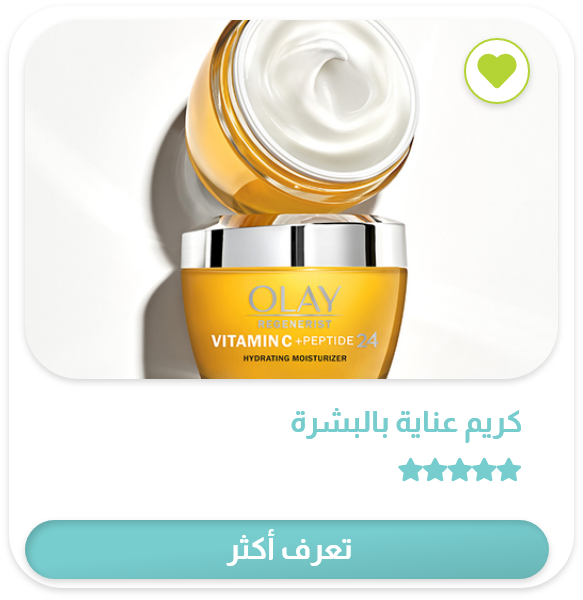 OLAY
REGENERIST
VITAMIN C +PEPTIDE 24
HYDRATING MOISTURIZER
كريم عناية بالبشرة
تعرف أكثر